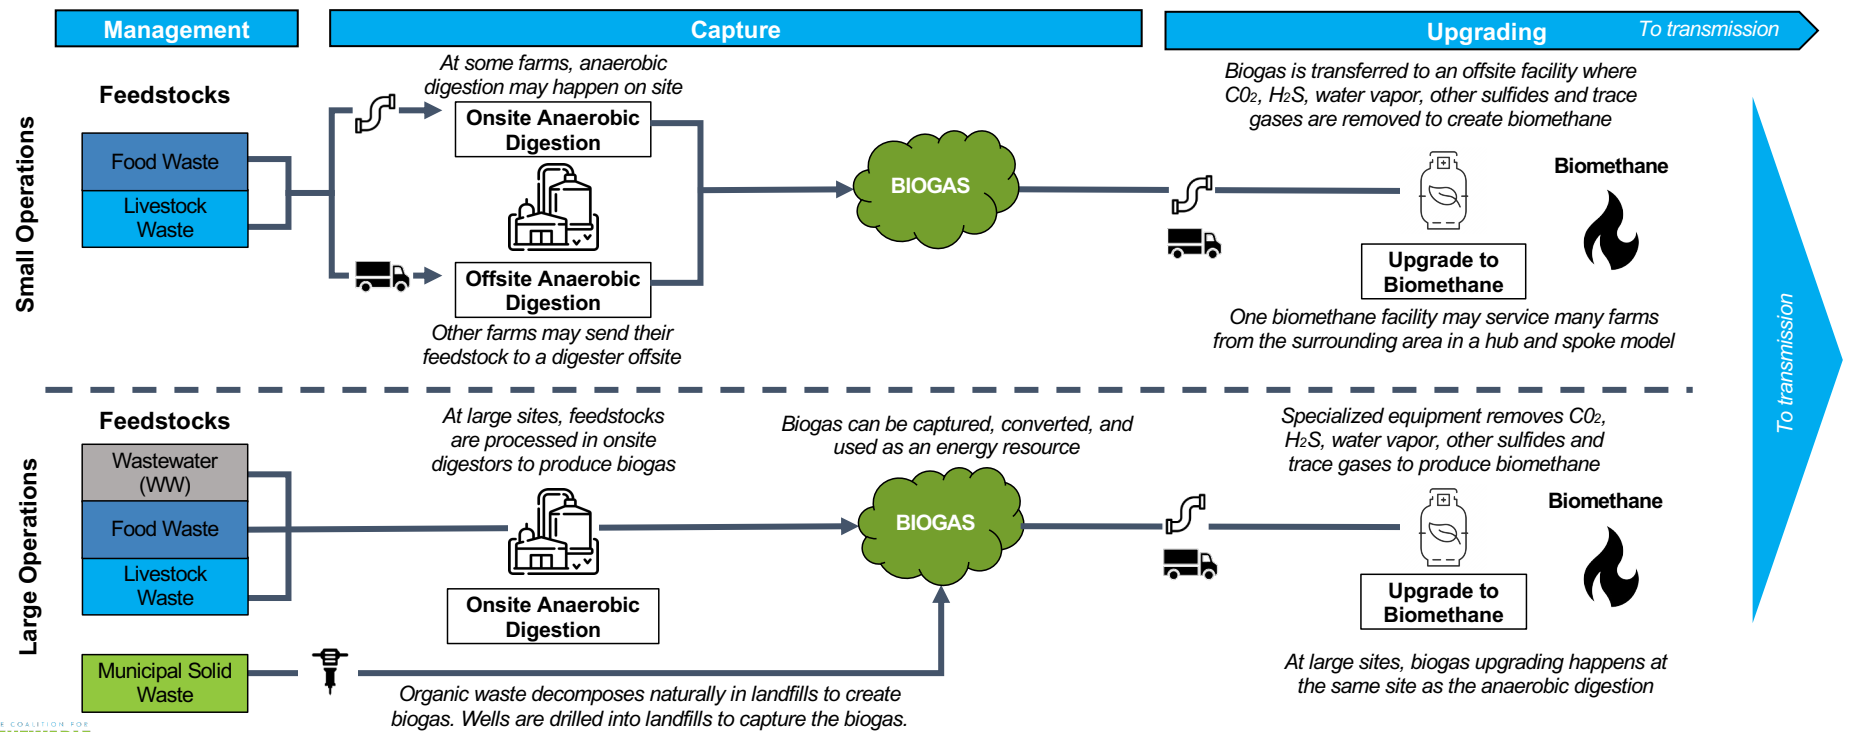 Management
Capture
Upgrading
To transmission
Small Operations
Feedstocks
Food Waste
Livestock
Waste
At some farms, anaerobic
digestion may happen on site
Onsite Anaerobic
Digestion
Offsite Anaerobic
Digestion
Other farms may send their
feedstock to a digester offsite
BIOGAS
Biogas is transferred to an offsite facility where
C0₂, H₂S, water vapor, other sulfides and trace
gases are removed to create biomethane
Biomethane
Upgrade to
Biomethane
One biomethane facility may service many farms
from the surrounding area in a hub and spoke model
To transmission
Large Operations
Feedstocks
Wastewater
(WW)
Food Waste
Livestock
Waste
Municipal Solid
Waste
At large sites, feedstocks
are processed in onsite
digestors to produce biogas
Onsite Anaerobic
Digestion
Organic waste decomposes naturally in landfills to create
biogas. Wells are drilled into landfills to capture the biogas.
Biogas can be captured, converted, and
used as an energy resource
BIOGAS
Specialized equipment removes C0₂,
H₂S, water vapor, other sulfides and
trace gases to produce biomethane
Biomethane
Upgrade to
Biomethane
At large sites, biogas upgrading happens at
the same site as the anaerobic digestion
COALITION FOR